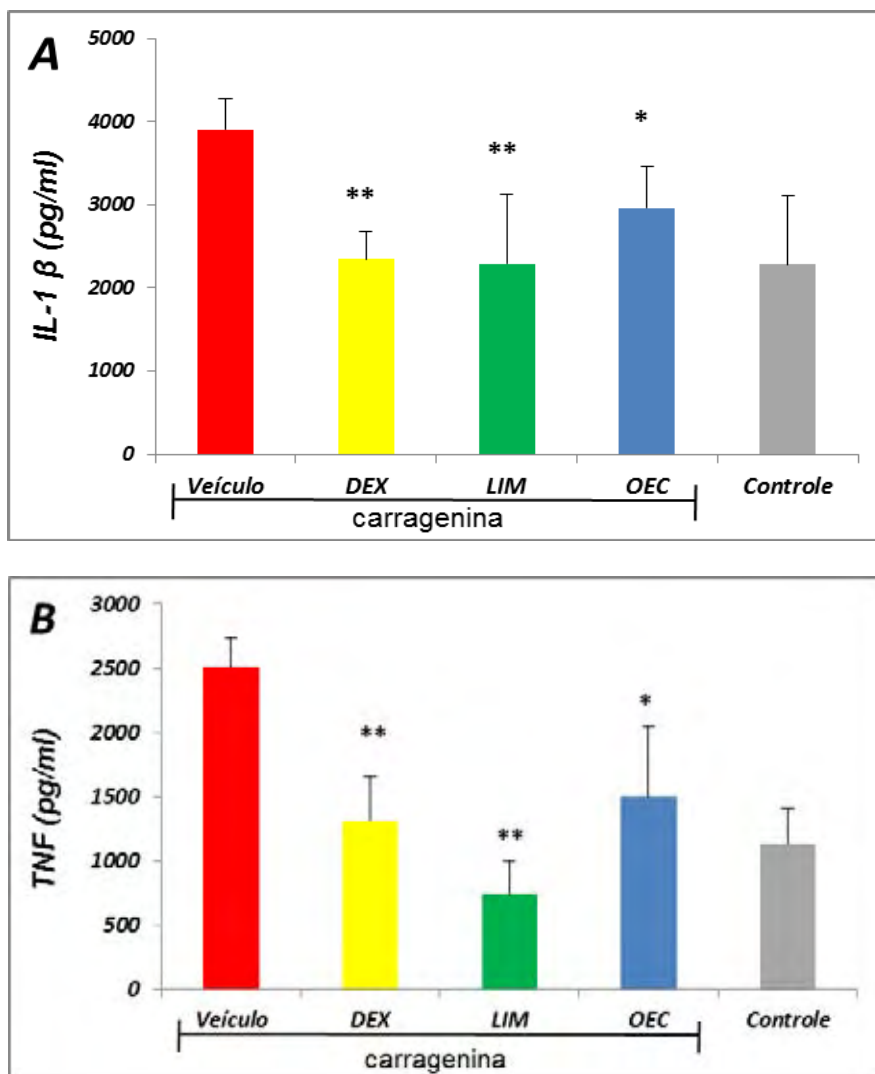 A
5000
4000
3000
2000
1000
0
IL-1 β (pg/ml)
**
**
*
Veículo DEX LIM OEC Controle
carragenina
B
3000
2500
2000
1500
1000
500
0
TNF (pg/ml)
**
**
*
Veículo DEX LIM OEC Controle
carragenina